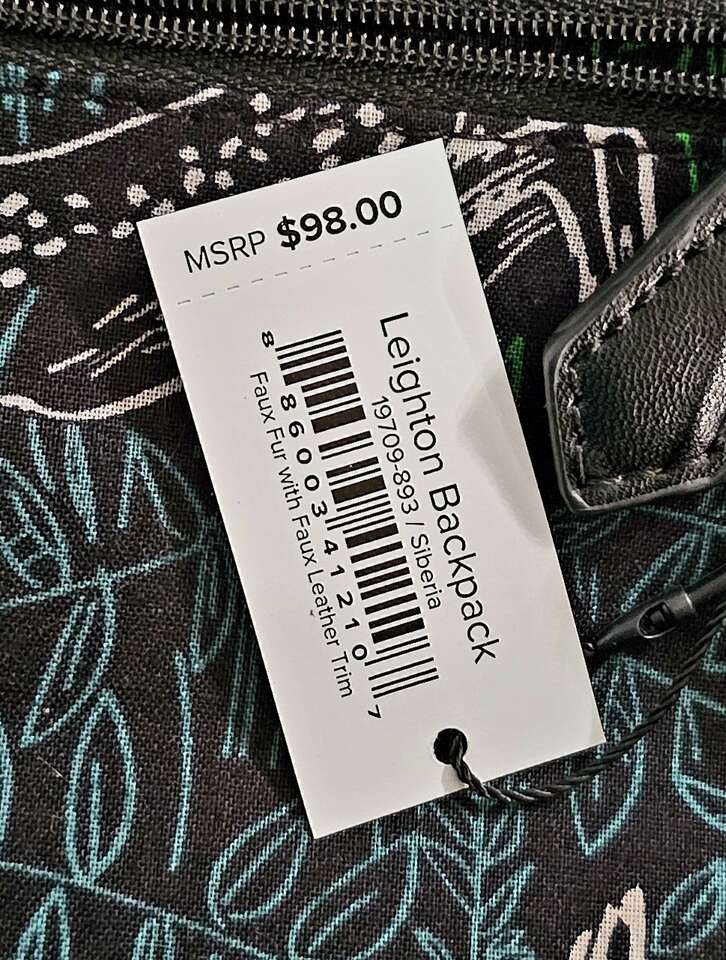 MSRP $98.00
Leighton Backpack
19709-893 / Siberia
8 86003 41210 7
Faux Fur with Faux Leather Trim